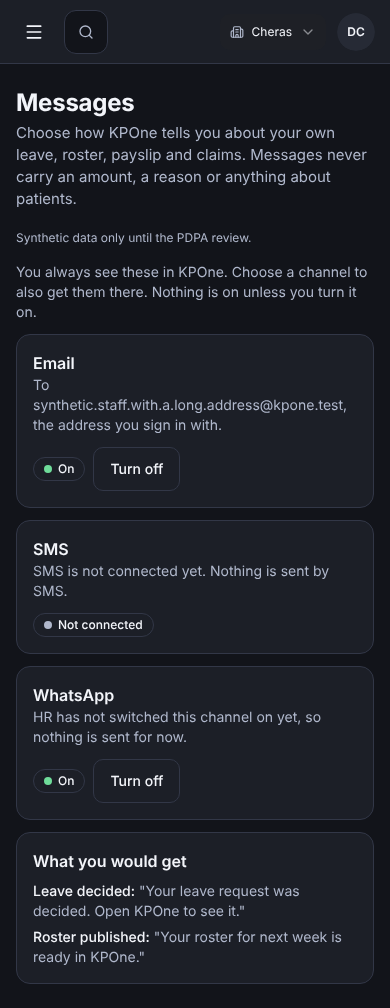 Cheras
DC
Messages
Choose how KPOne tells you about your own
leave, roster, payslip and claims. Messages never
carry an amount, a reason or anything about
patients.
Synthetic data only until the PDPA review.
You always see these in KPOne. Choose a channel to
also get them there. Nothing is on unless you turn it
on.
Email
To
synthetic.staff.with.a.long.address@kpone.test,
the address you sign in with.
On
Turn off
SMS
SMS is not connected yet. Nothing is sent by
SMS.
Not connected
WhatsApp
HR has not switched this channel on yet, so
nothing is sent for now.
On
Turn off
What you would get
Leave decided: "Your leave request was
decided. Open KPOne to see it."
Roster published: "Your roster for next week is
ready in KPOne."